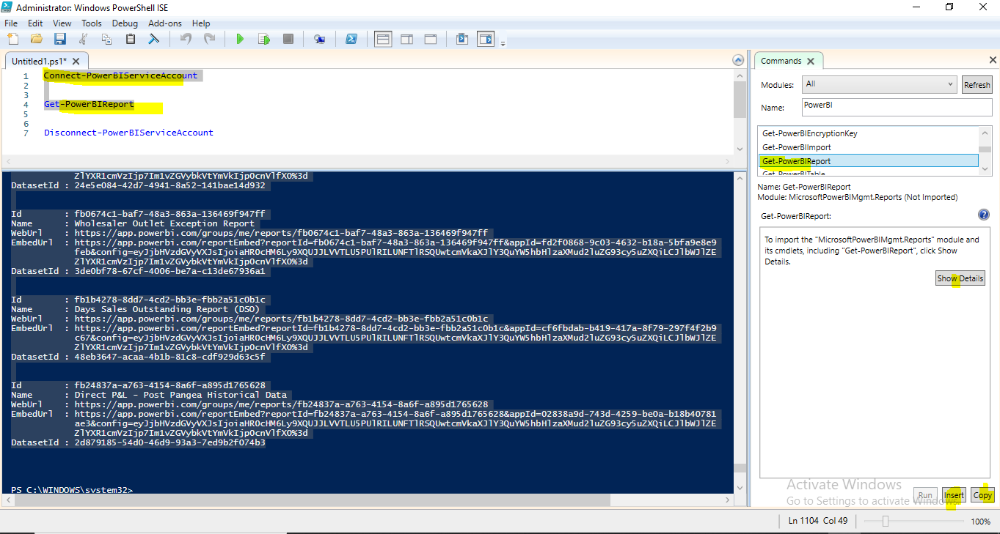 Administrator: Windows PowerShell ISE
File Edit View Tools Debug Add-ons Help
Untitled1.ps1* X
1 Connect-PowerBIServiceAccount
2
3
4 Get-PowerBIReport
5
6
7 Disconnect-PowerBIServiceAccount
ZlYXR1cmVzIjp7Im1vZGVybkVtYmVkIjp0cnVlfX0%3d
DatasetId : 24e5e084-42d7-4941-8a52-141bae14d932
Id : fb0674c1-baf7-48a3-863a-136469f947ff
Name : Wholesaler Outlet Exception Report
WebUrl : https://app.powerbi.com/groups/me/reports/fb0674c1-baf7-48a3-863a-136469f947ff
EmbedUrl : https://app.powerbi.com/reportEmbed?reportId=fb0674c1-baf7-48a3-863a-136469f947ff&appId=fd2f0868-9c03-4632-b18a-5bfa9e8e9
feb&config=eyJjbHVzdGVyVXJsIjoiaHR0cHM6Ly9XQUJJLVVTLU5PUlRILUNFTlRSQUwtcmVkaXJlY3QuYW5hbHlzaXMud2luZG93cy5uZXQiLCJlbWJlZE
ZlYXR1cmVzIjp7Im1vZGVybkVtYmVkIjp0cnVlfX0%3d
DatasetId : 3de0bf78-67cf-4006-be7a-c13de67936a1
Id : fb1b4278-8dd7-4cd2-bb3e-fbb2a51c0b1c
Name : Days Sales Outstanding Report (DSO)
WebUrl : https://app.powerbi.com/groups/me/reports/fb1b4278-8dd7-4cd2-bb3e-fbb2a51c0b1c
EmbedUrl : https://app.powerbi.com/reportEmbed?reportId=fb1b4278-8dd7-4cd2-bb3e-fbb2a51c0b1c&appId=cf6fbdab-b419-417a-8f79-297f4f2b9
c67&config=eyJjbHVzdGVyVXJsIjoiaHR0cHM6Ly9XQUJJLVVTLU5PUlRILUNFTlRSQUwtcmVkaXJlY3QuYW5hbHlzaXMud2luZG93cy5uZXQiLCJlbWJlZE
ZlYXR1cmVzIjp7Im1vZGVybkVtYmVkIjp0cnVlfX0%3d
DatasetId : 48eb3647-acaa-4b1b-81c8-cdf929d63c5f
Id : fb24837a-a763-4154-8a6f-a895d1765628
Name : Direct P&L - Post Pangea Historical Data
WebUrl : https://app.powerbi.com/groups/me/reports/fb24837a-a763-4154-8a6f-a895d1765628
EmbedUrl : https://app.powerbi.com/reportEmbed?reportId=fb24837a-a763-4154-8a6f-a895d1765628&appId=02838a9d-743d-4259-be0a-b18b40781
ae3&config=eyJjbHVzdGVyVXJsIjoiaHR0cHM6Ly9XQUJJLVVTLU5PUlRILUNFTlRSQUwtcmVkaXJlY3QuYW5hbHlzaXMud2luZG93cy5uZXQiLCJlbWJlZE
ZlYXR1cmVzIjp7Im1vZGVybkVtYmVkIjp0cnVlfX0%3d
DatasetId : 2d879185-54d0-46d9-93a3-7ed9b2f074b3
PS C:\WINDOWS\system32>
Commands X
Modules: All Refresh
Name: PowerBI
Get-PowerBIEncryptionKey
Get-PowerBIImport
Get-PowerBIReport
Get-PowerBITable
Name: Get-PowerBIReport
Module: MicrosoftPowerBIMgmt.Reports (Not Imported)
Get-PowerBIReport:
To import the "MicrosoftPowerBIMgmt.Reports" module and
its cmdlets, including "Get-PowerBIReport", click Show
Details.
Show Details
Activate Windows
Go to Settings to activate Windows.
Run Insert Copy
Ln 1104 Col 49 100%